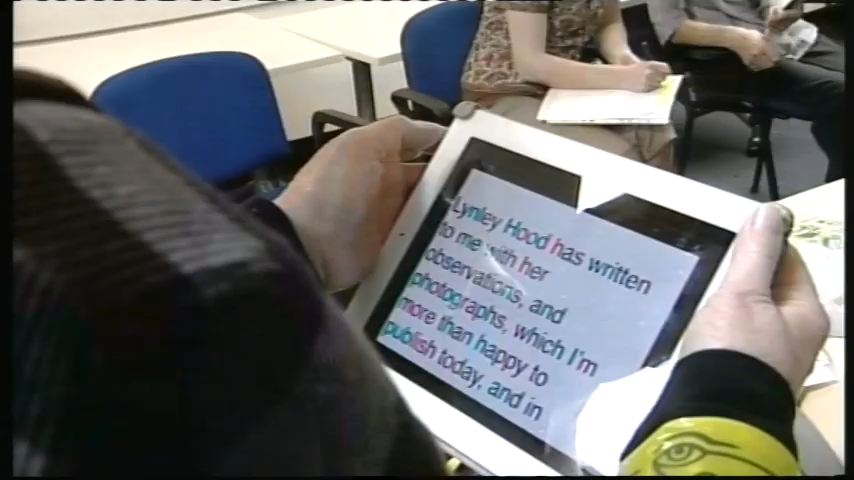 Lynley Hood has written
to me with her
observations, and
photographs, which I'm
more than happy to
publish today, and in